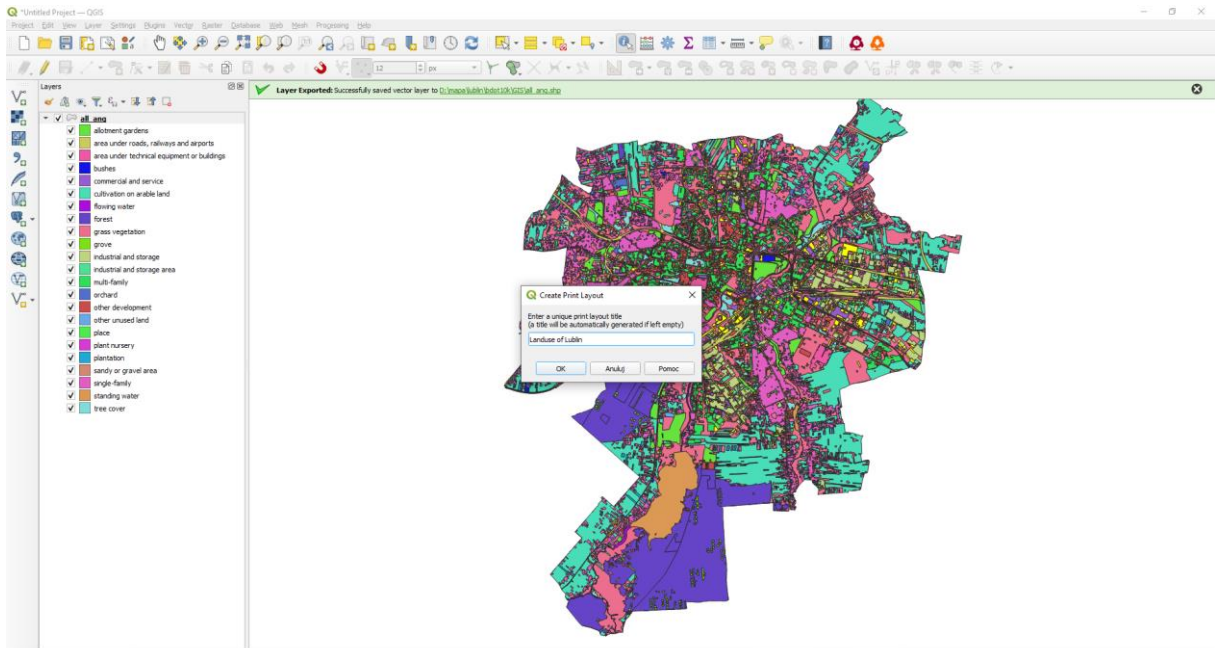 *Untitled Project — QGIS
Project Edit View Layer Settings Plugins Vector Raster Database Web Mesh Processing Help
12 px
Layers
Layer Exported: Successfully saved vector layer to D:\mapa\lublin\bdot10k\GIS\all_ang.shp
all_ang
allotment gardens
area under roads, railways and airports
area under technical equipment or buildings
bushes
commercial and service
cultivation on arable land
flowing water
forest
grass vegetation
grove
industrial and storage
industrial and storage area
multi-family
orchard
other development
other unused land
place
plant nursery
plantation
sandy or gravel area
single-family
standing water
tree cover
Create Print Layout
Enter a unique print layout title
(a title will be automatically generated if left empty)
Landuse of Lublin
OK Anuluj Pomoc